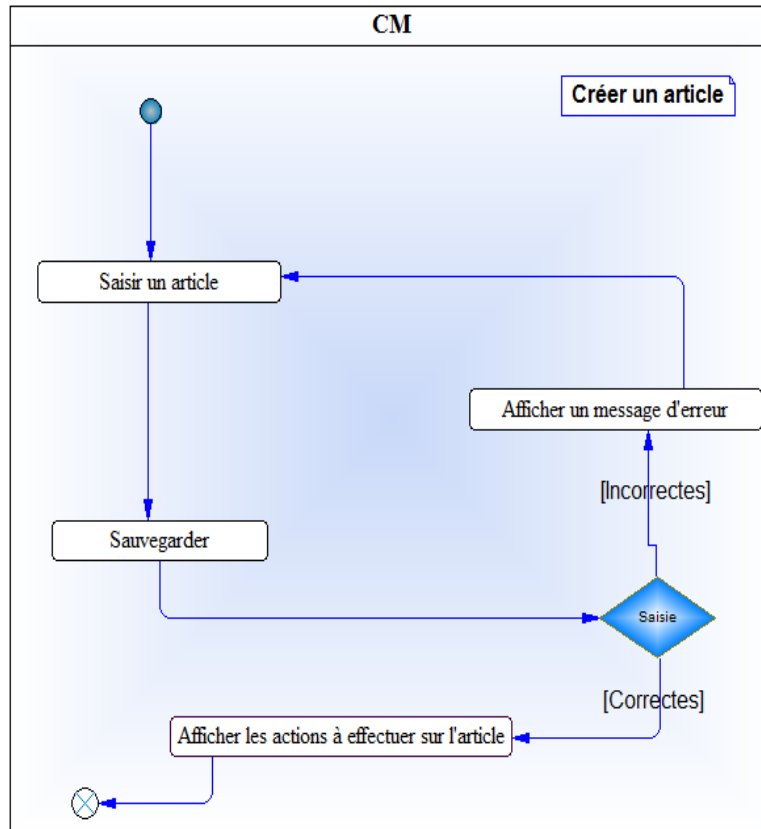 CM
Créer un article
Saisir un article
Afficher un message d'erreur
[Incorrectes]
Sauvegarder
Saisie
[Correctes]
Afficher les actions à effectuer sur l'article